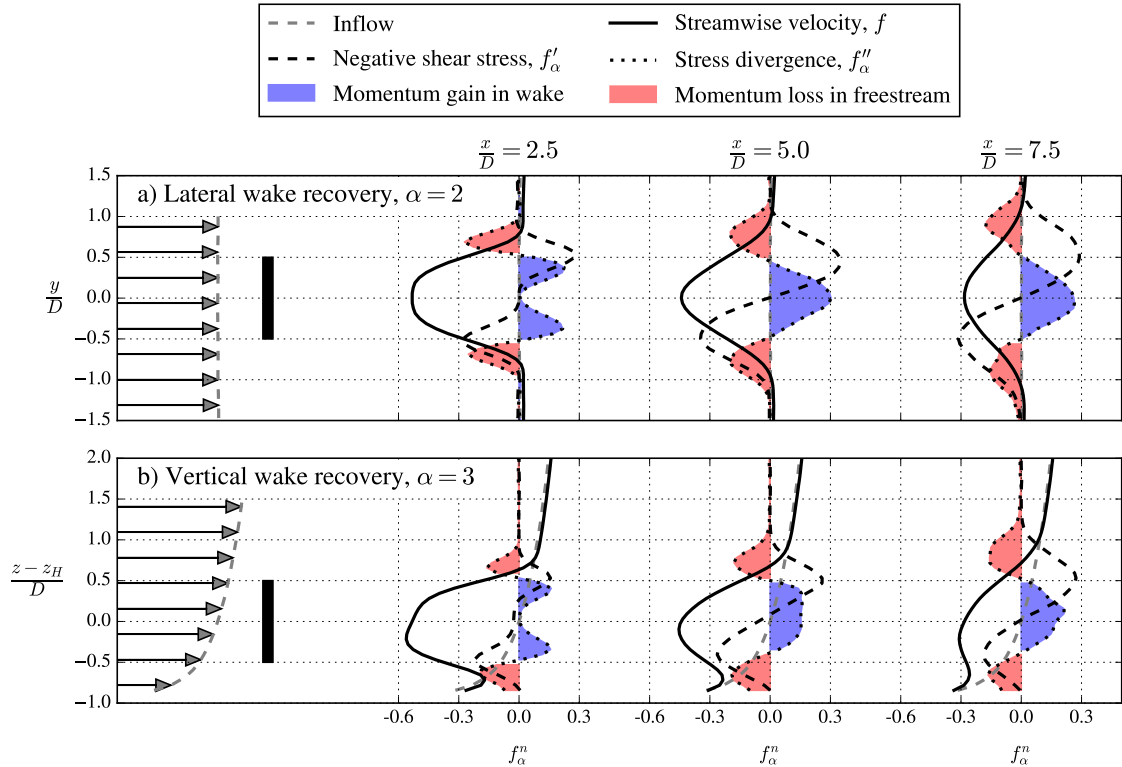 Inflow
Streamwise velocity, f
Negative shear stress, f′α
Stress divergence, f″α
Momentum gain in wake
Momentum loss in freestream
x/D = 2.5
x/D = 5.0
x/D = 7.5
a) Lateral wake recovery, α = 2
y/D
1.5
1.0
0.5
0.0
−0.5
−1.0
−1.5
b) Vertical wake recovery, α = 3
z − zH/D
2.0
1.5
1.0
0.5
0.0
−0.5
−1.0
-0.6 -0.3 0.0 0.3 -0.6 -0.3 0.0 0.3 -0.6 -0.3 0.0 0.3
fⁿα fⁿα fⁿα